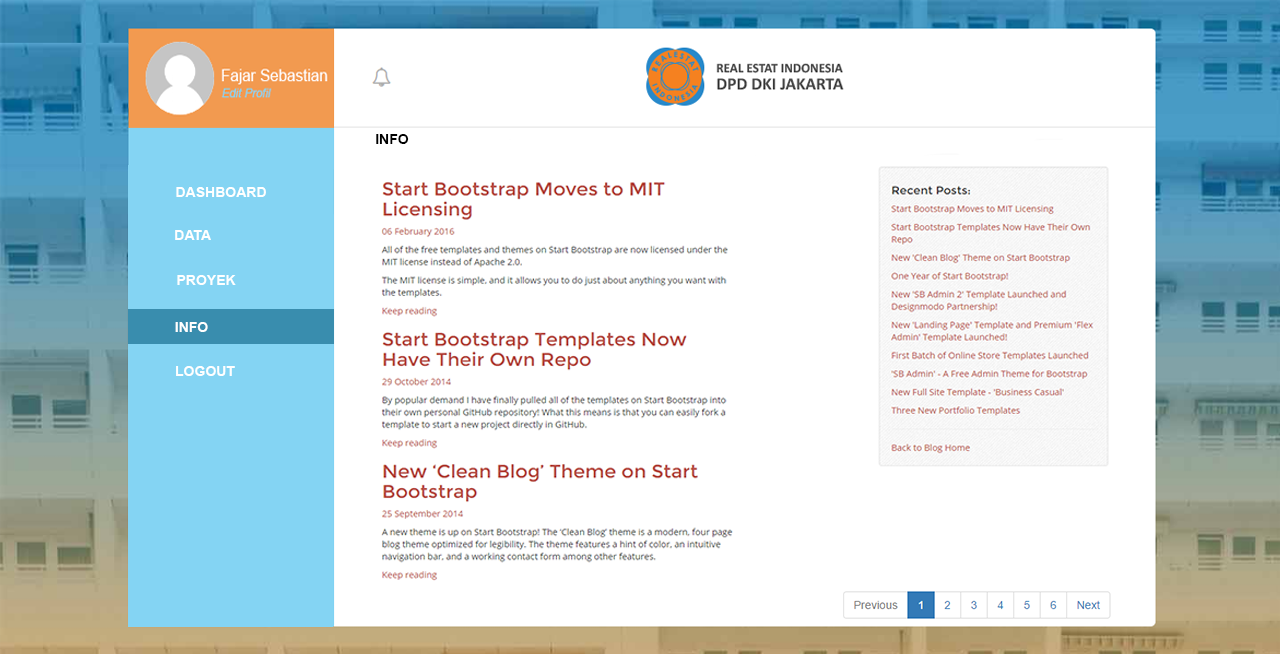 Fajar Sebastian
Edit Profil
REALESTAT
INDONESIA
REAL ESTAT INDONESIA
DPD DKI JAKARTA
DASHBOARD
DATA
PROYEK
INFO
LOGOUT
INFO
Start Bootstrap Moves to MIT
Licensing
06 February 2016
All of the free templates and themes on Start Bootstrap are now licensed under the
MIT license instead of Apache 2.0.
The MIT license is simple, and it allows you to do just about anything you want with
the templates.
Keep reading
Start Bootstrap Templates Now
Have Their Own Repo
29 October 2014
By popular demand I have finally pulled all of the templates on Start Bootstrap into
their own personal GitHub repository! What this means is that you can easily fork a
template to start a new project directly in GitHub.
Keep reading
New ‘Clean Blog’ Theme on Start
Bootstrap
25 September 2014
A new theme is up on Start Bootstrap! The ‘Clean Blog’ theme is a modern, four page
blog theme optimized for legibility. The theme features a hint of color, an intuitive
navigation bar, and a working contact form among other features.
Keep reading
Recent Posts:
Start Bootstrap Moves to MIT Licensing
Start Bootstrap Templates Now Have Their Own
Repo
New 'Clean Blog' Theme on Start Bootstrap
One Year of Start Bootstrap!
New 'SB Admin 2' Template Launched and
Designmodo Partnership!
New 'Landing Page' Template and Premium 'Flex
Admin' Template Launched!
First Batch of Online Store Templates Launched
'SB Admin' - A Free Admin Theme for Bootstrap
New Full Site Template - 'Business Casual'
Three New Portfolio Templates
Back to Blog Home
Previous 1 2 3 4 5 6 Next